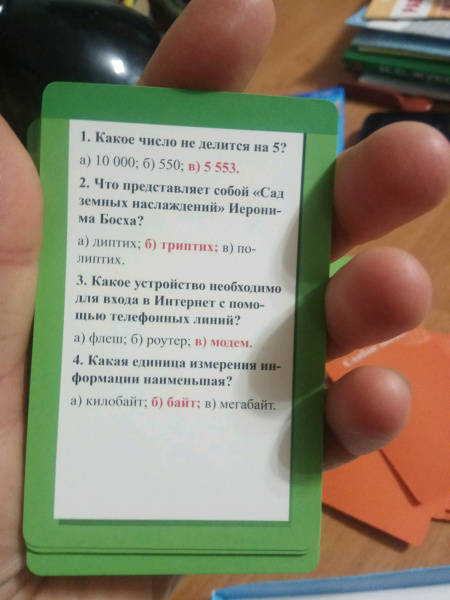 1. Какое число не делится на 5?
а) 10 000; б) 550; в) 5 553.
2. Что представляет собой «Сад
земных наслаждений» Иерони-
ма Босха?
а) диптих; б) триптих; в) по-
липтих.
3. Какое устройство необходимо
для входа в Интернет с помо-
щью телефонных линий?
а) флеш; б) роутер; в) модем.
4. Какая единица измерения ин-
формации наименьшая?
а) килобайт; б) байт; в) мегабайт.